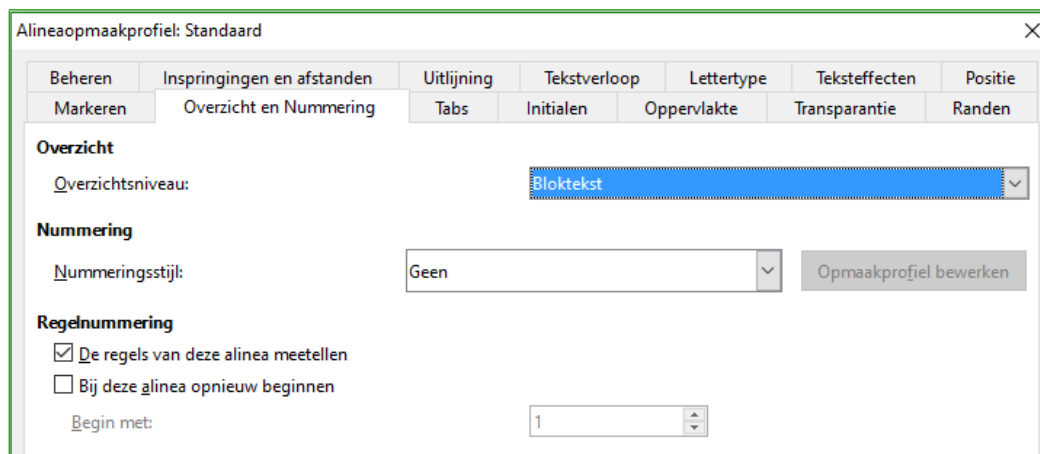 Alineaopmaakprofiel: Standaard
Beheren Inspringingen en afstanden Uitlijning Tekstverloop Lettertype Teksteffecten Positie
Markeren Overzicht en Nummering Tabs Initialen Oppervlakte Transparantie Randen
Overzicht
Overzichtsniveau: Bloktekst
Nummering
Nummeringsstijl: Geen Opmaakprofiel bewerken
Regelnummering
De regels van deze alinea meetellen
Bij deze alinea opnieuw beginnen
Begin met: 1